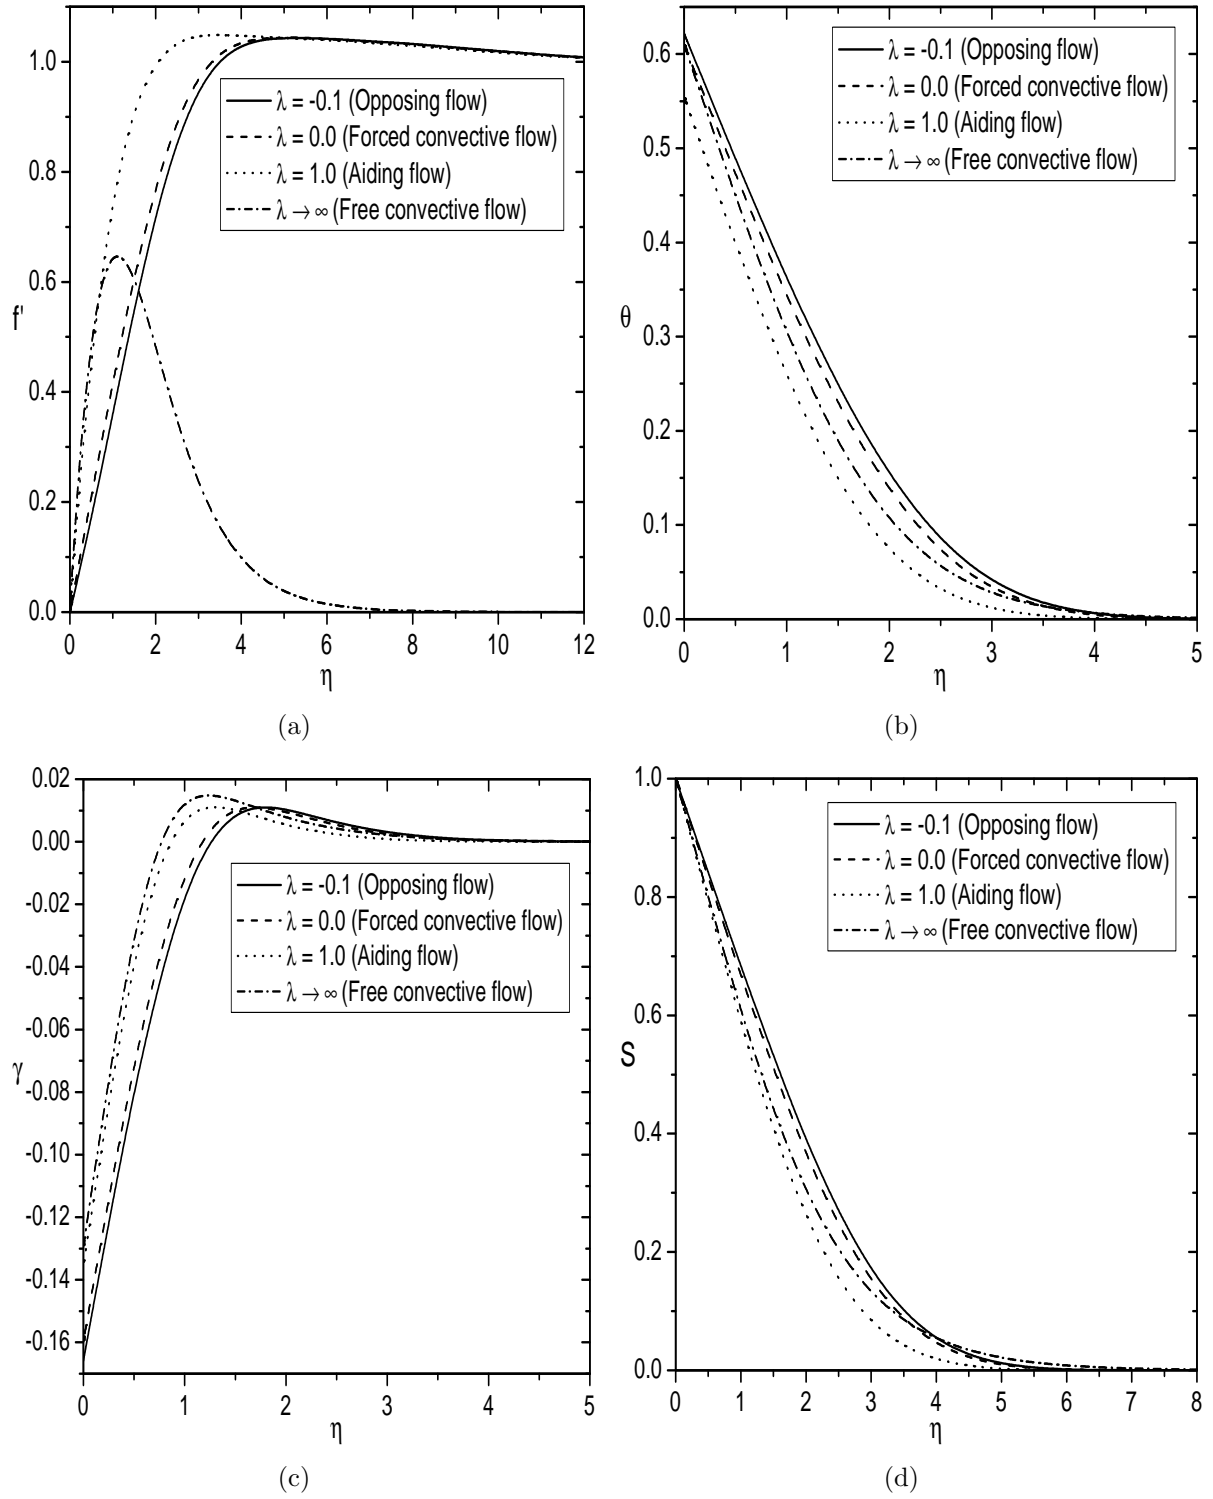 1.0
0.8
0.6
0.4
0.2
0.0
f'
λ = -0.1 (Opposing flow)
λ = 0.0 (Forced convective flow)
λ = 1.0 (Aiding flow)
λ → ∞ (Free convective flow)
0 2 4 6 8 10 12
η
(a)
0.6
0.5
0.4
0.3
0.2
0.1
0.0
θ
λ = -0.1 (Opposing flow)
λ = 0.0 (Forced convective flow)
λ = 1.0 (Aiding flow)
λ → ∞ (Free convective flow)
0 1 2 3 4 5
η
(b)
0.02
0.00
-0.02
-0.04
-0.06
-0.08
-0.10
-0.12
-0.14
-0.16
γ
λ = -0.1 (Opposing flow)
λ = 0.0 (Forced convective flow)
λ = 1.0 (Aiding flow)
λ → ∞ (Free convective flow)
0 1 2 3 4 5
η
(c)
1.0
0.8
0.6
0.4
0.2
0.0
S
λ = -0.1 (Opposing flow)
λ = 0.0 (Forced convective flow)
λ = 1.0 (Aiding flow)
λ → ∞ (Free convective flow)
0 1 2 3 4 5 6 7 8
η
(d)